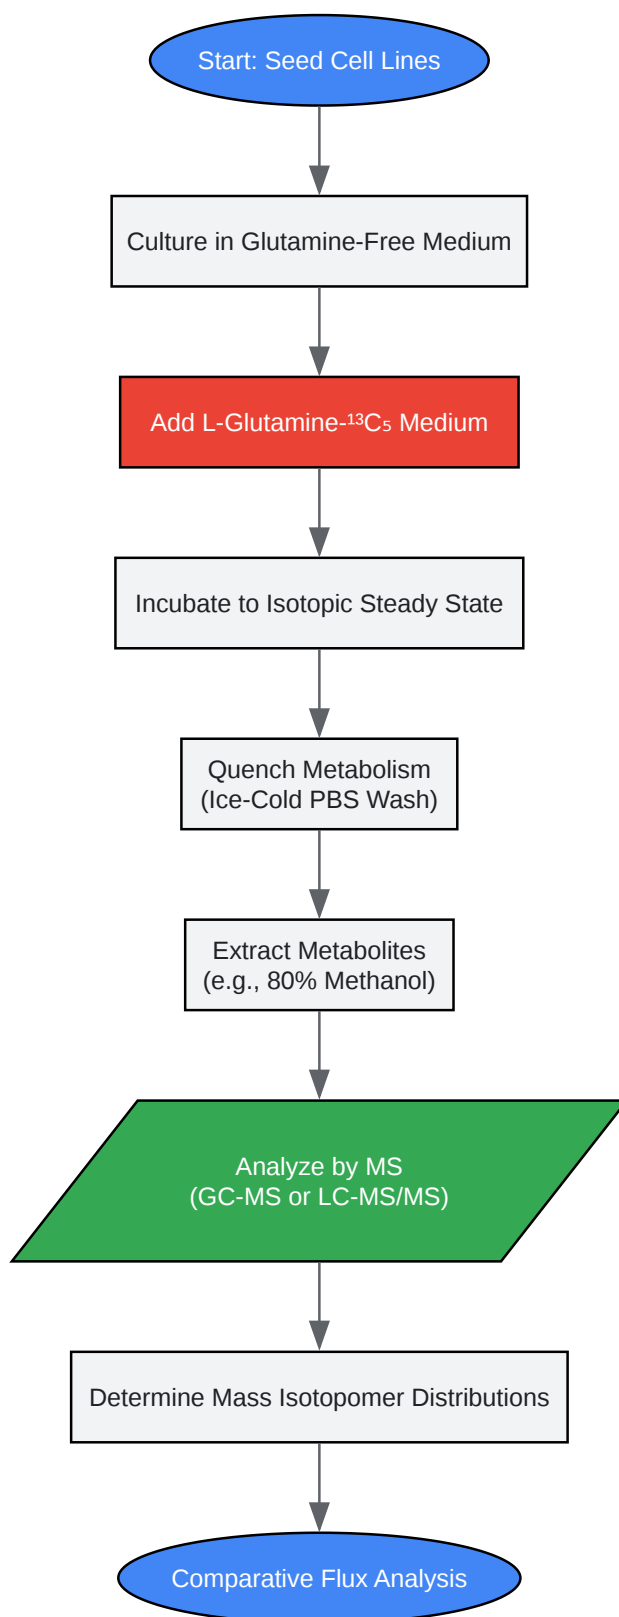 Start: Seed Cell Lines
Culture in Glutamine-Free Medium
Add L-Glutamine-¹³C₅ Medium
Incubate to Isotopic Steady State
Quench Metabolism
(Ice-Cold PBS Wash)
Extract Metabolites
(e.g., 80% Methanol)
Analyze by MS
(GC-MS or LC-MS/MS)
Determine Mass Isotopomer Distributions
Comparative Flux Analysis